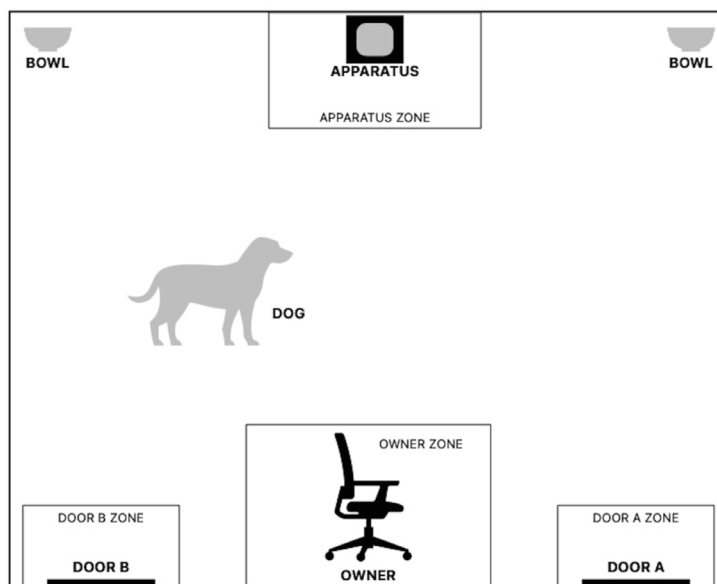 BOWL
APPARATUS
BOWL
APPARATUS ZONE
DOG
OWNER ZONE
DOOR B ZONE
DOOR A ZONE
DOOR B
OWNER
DOOR A